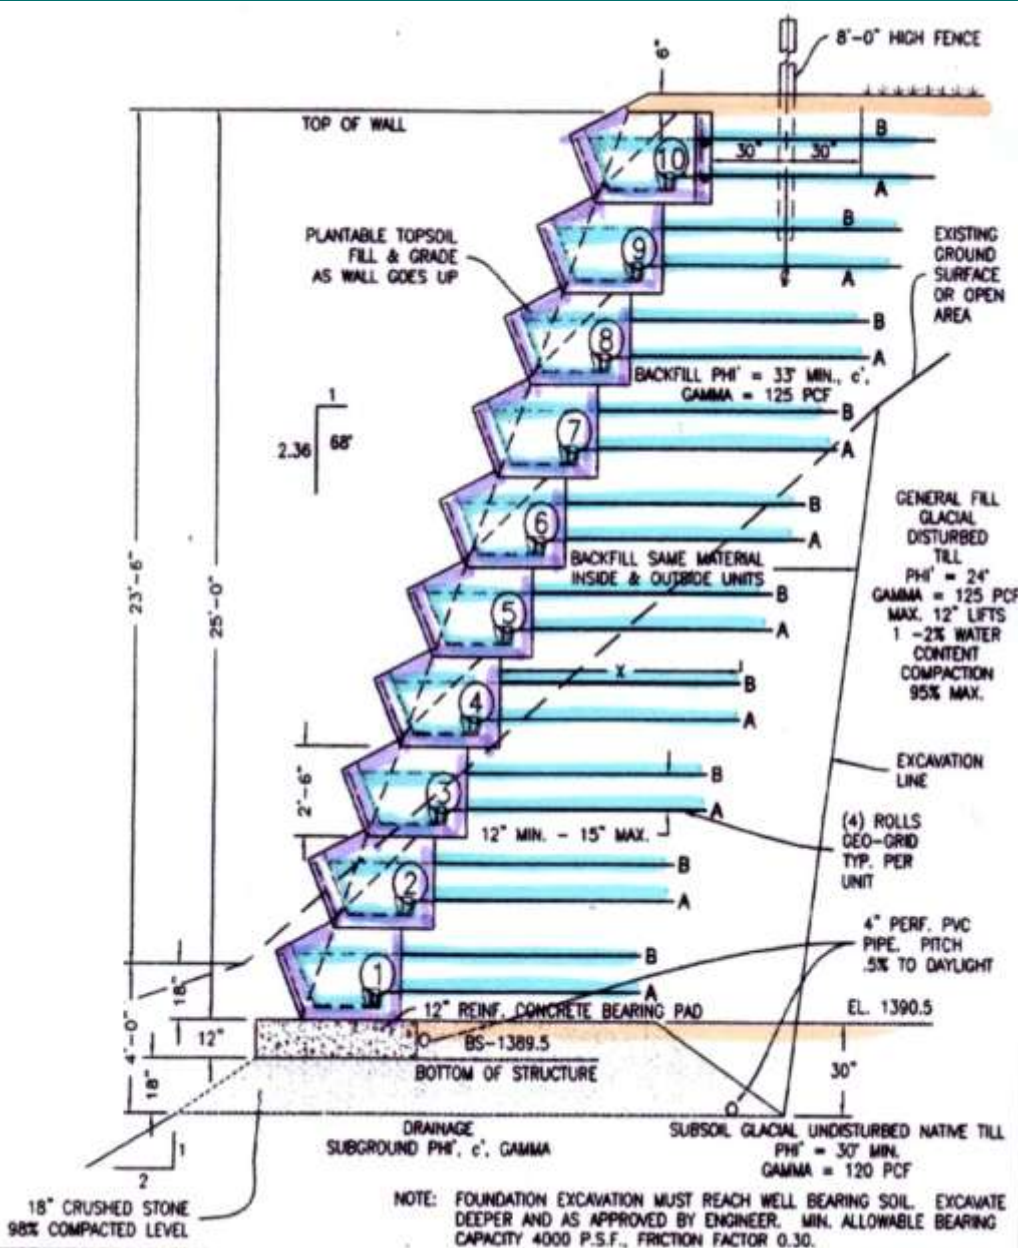 8'-0" HIGH FENCE
6"
TOP OF WALL
B
30" 30"
10
A
PLANTABLE TOPSOIL
FILL & GRADE
AS WALL GOES UP
B
9
A
EXISTING
GROUND
SURFACE
OR OPEN
AREA
B
8
A
BACKFILL PHI' = 33' MIN., c',
GAMMA = 125 PCF
1
2.36
68'
B
7
A
B
6
A
GENERAL FILL
GLACIAL
DISTURBED
TILL
PHI' = 24'
GAMMA = 125 PCF
MAX. 12" LIFTS
1 -2% WATER
CONTENT
COMPACTION
95% MAX.
BACKFILL SAME MATERIAL
INSIDE & OUTSIDE UNITS
23'-6"
25'-0"
B
5
A
X
B
4
A
EXCAVATION
LINE
2'-6"
B
3
A
12" MIN. - 15" MAX.
(4) ROLLS
GEO-GRID
TYP. PER
UNIT
B
2
A
4" PERF. PVC
PIPE. PITCH
.5% TO DAYLIGHT
B
1
A
18"
12" REINF. CONCRETE BEARING PAD
EL. 1390.5
4'-0"
12"
BS-1389.5
BOTTOM OF STRUCTURE
30"
18"
DRAINAGE
SUBGROUND PHI', c', GAMMA
SUBSOIL GLACIAL UNDISTURBED NATIVE TILL
PHI' = 30' MIN.
GAMMA = 120 PCF
1
2
18" CRUSHED STONE
98% COMPACTED LEVEL
NOTE: FOUNDATION EXCAVATION MUST REACH WELL BEARING SOIL. EXCAVATE
DEEPER AND AS APPROVED BY ENGINEER. MIN. ALLOWABLE BEARING
CAPACITY 4000 P.S.F., FRICTION FACTOR 0.30.